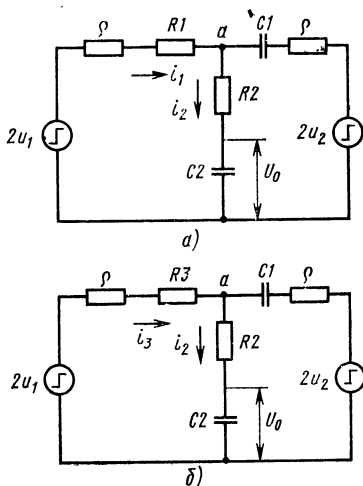 ρ R1 a C1 ρ
i₁
i₂ R2
2u₁ 2u₂
C2 U₀
а)
ρ R3 a C1 ρ
i₃ i₂ R2
2u₁ 2u₂
C2 U₀
б)